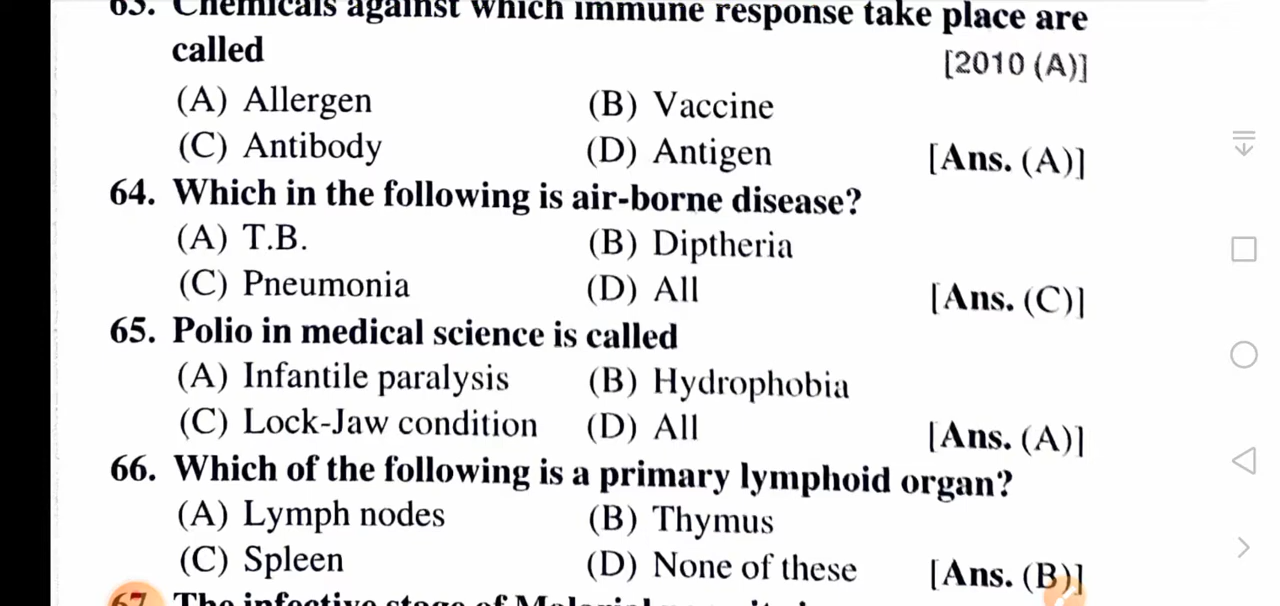 63. Chemicals against which immune response take place are
called [2010 (A)]
(A) Allergen (B) Vaccine
(C) Antibody (D) Antigen [Ans. (A)]
64. Which in the following is air-borne disease?
(A) T.B. (B) Diptheria
(C) Pneumonia (D) All [Ans. (C)]
65. Polio in medical science is called
(A) Infantile paralysis (B) Hydrophobia
(C) Lock-Jaw condition (D) All [Ans. (A)]
66. Which of the following is a primary lymphoid organ?
(A) Lymph nodes (B) Thymus
(C) Spleen (D) None of these [Ans. (B)]
67. The infective stage of Malarial